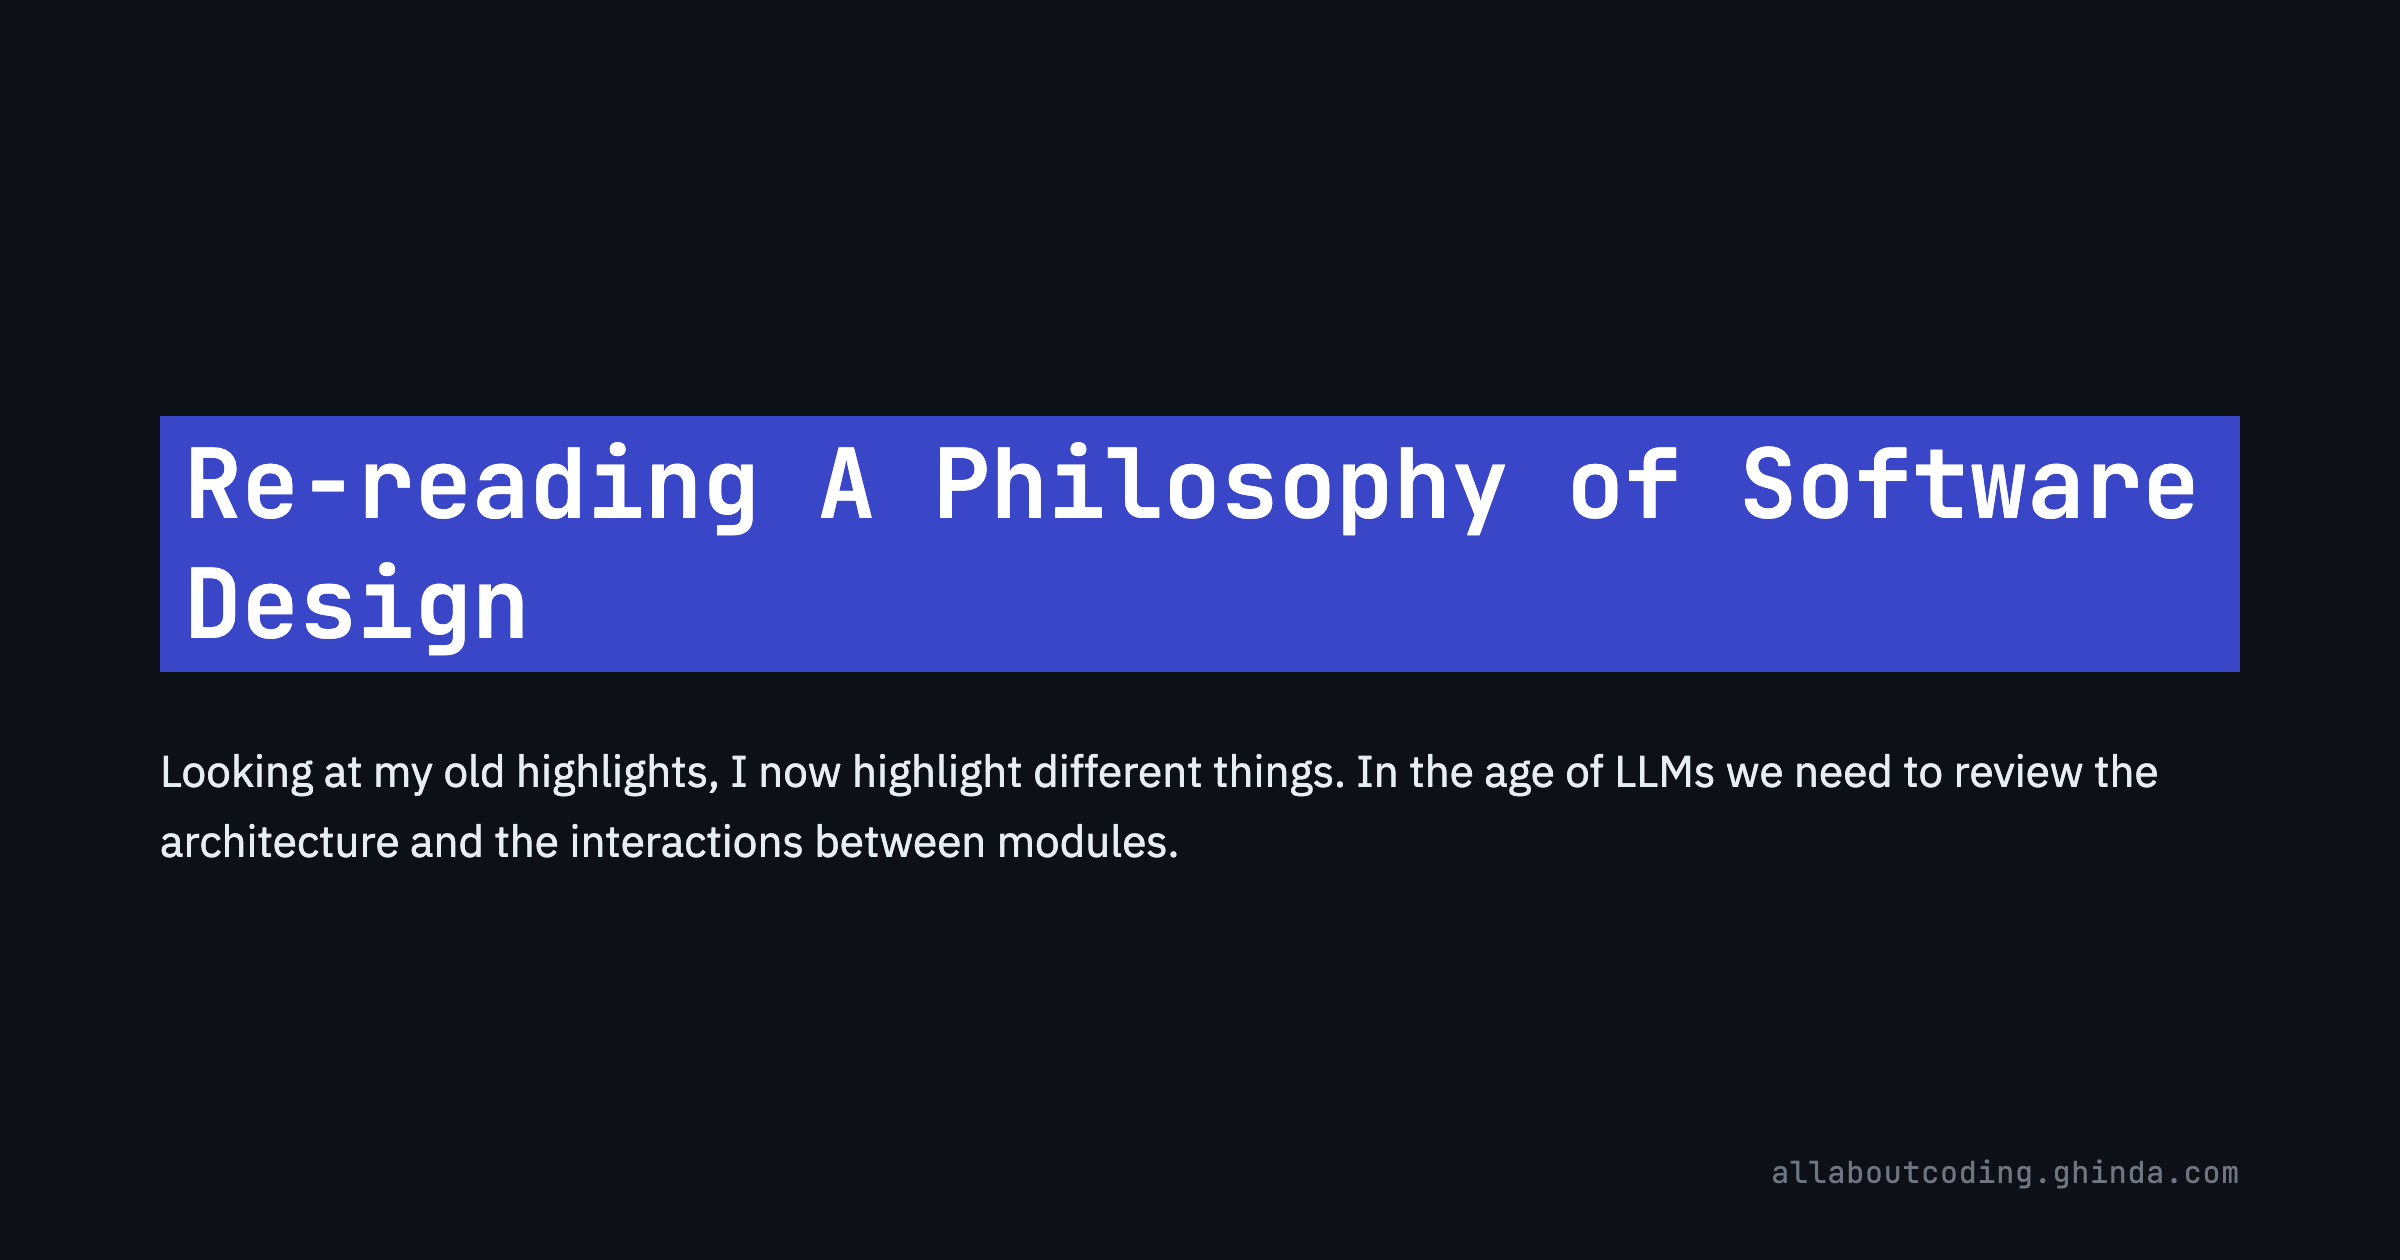 Re-reading A Philosophy of Software
Design
Looking at my old highlights, I now highlight different things. In the age of LLMs we need to review the
architecture and the interactions between modules.
allaboutcoding.ghinda.com